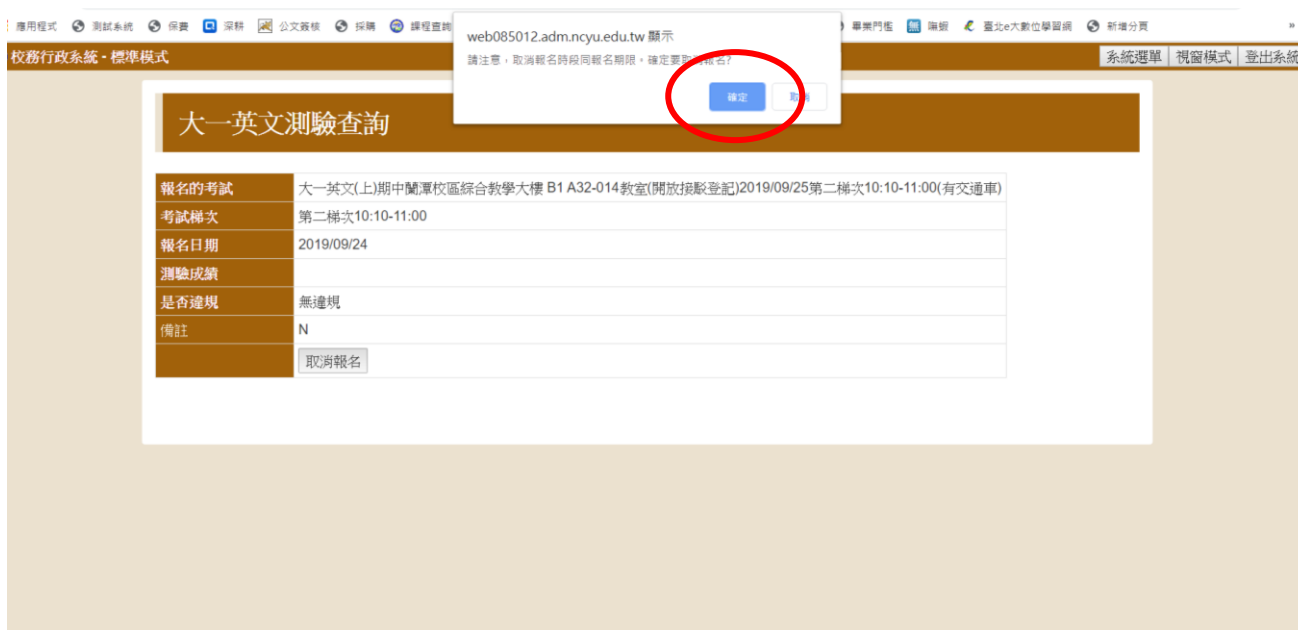 應用程式 測試系統 保養 深耕 公文簽核 採購 課程查詢 畢業門檻 臺北e大數位學習網 新增分頁 »
web085012.adm.ncyu.edu.tw 顯示
請注意，取消報名時段同報名期限。確定要取消報名?
確定 取消
校務行政系統 - 標準模式 系統選單 視窗模式 登出系統
大一英文測驗查詢
報名的考試 大一英文(上)期中蘭潭校區綜合教學大樓 B1 A32-014教室(開放接駁登記)2019/09/25第二梯次10:10-11:00(有交通車)
考試梯次 第二梯次10:10-11:00
報名日期 2019/09/24
測驗成績
是否違規 無違規
備註 N
取消報名